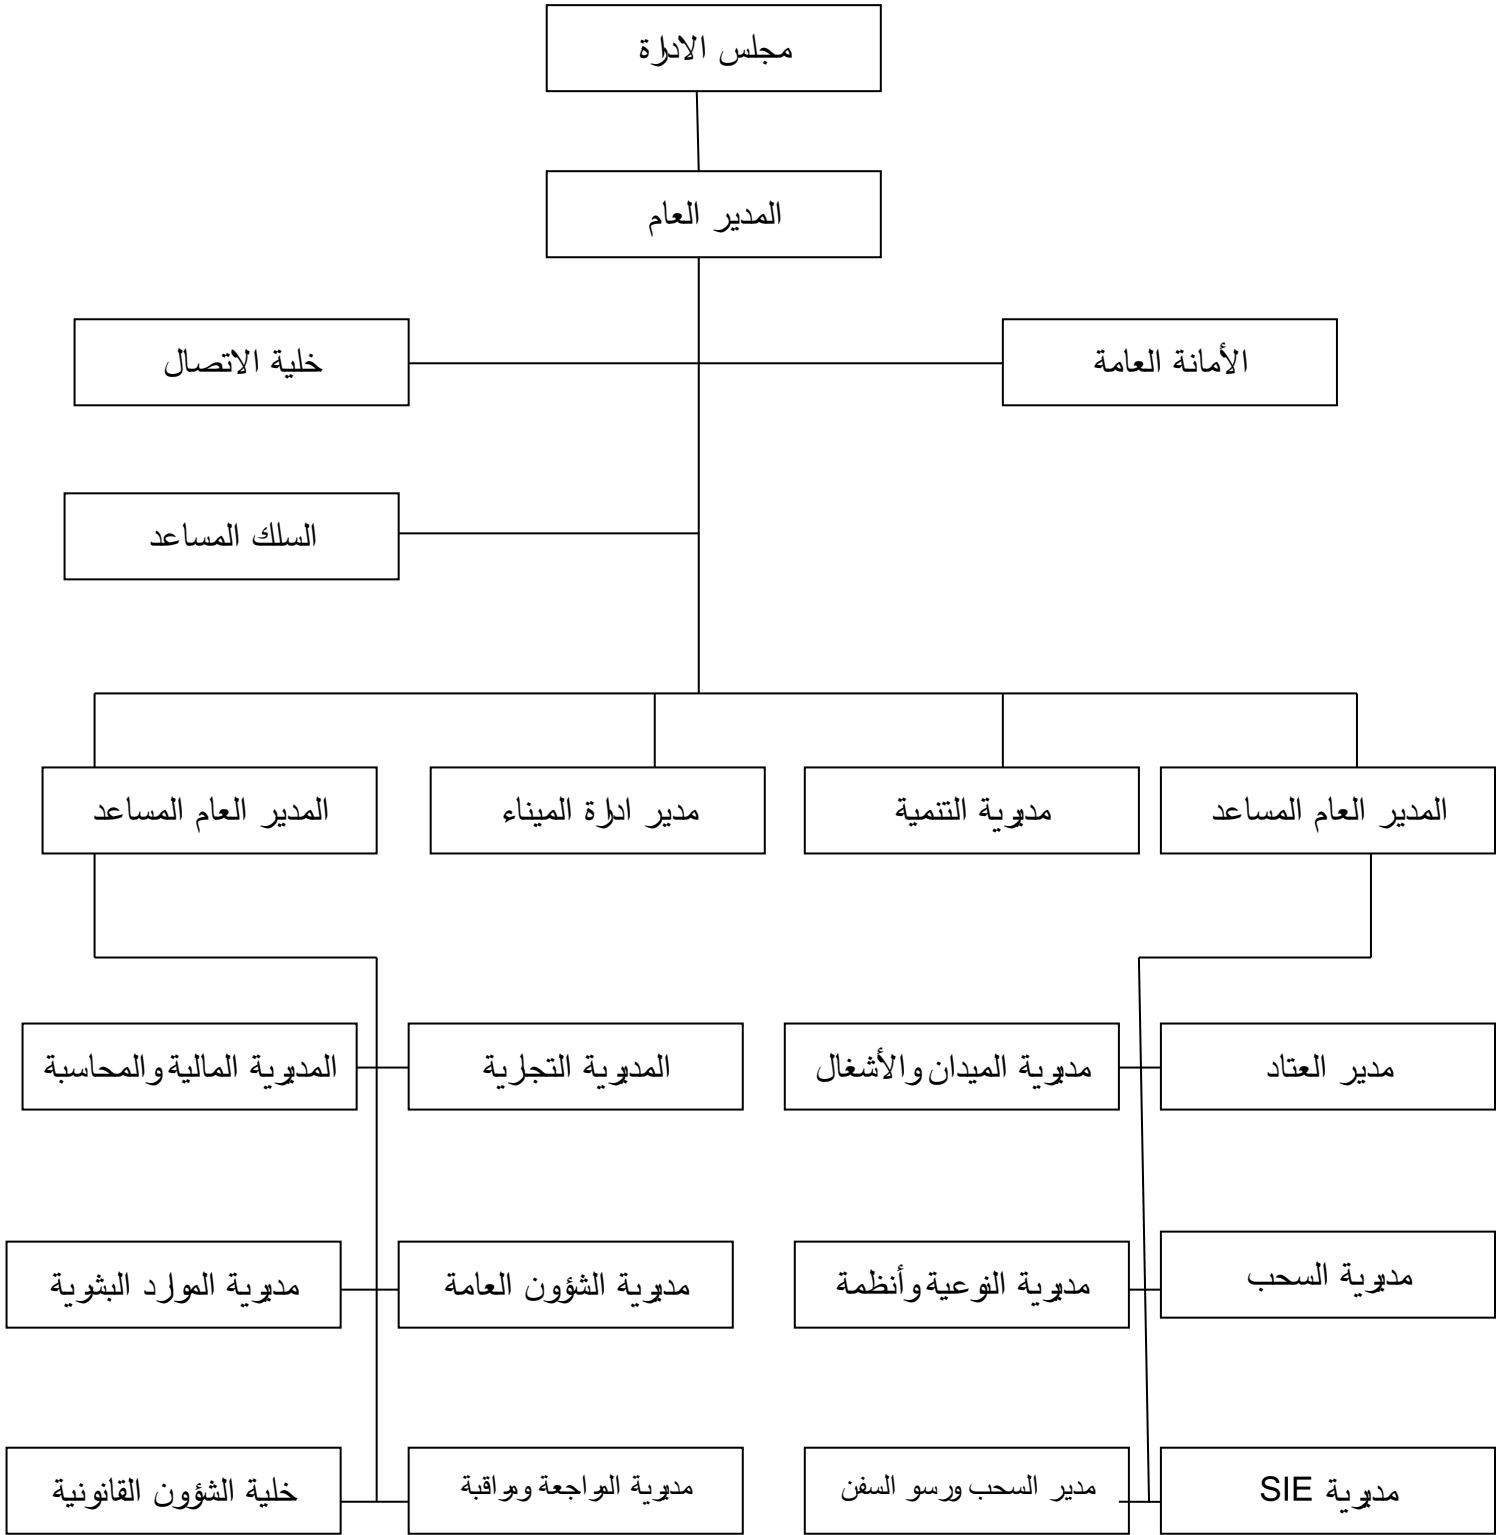 مجلس الادارة
المدير العام
الأمانة العامة
خلية الاتصال
السلك المساعد
المدير العام المساعد
مديرية التنمية
مدير ادارة الميناء
المدير العام المساعد
مدير العتاد
مديرية الميدان والأشغال
المديرية التجارية
المديرية المالية والمحاسبة
مديرية السحب
مديرية النوعية وأنظمة
مديرية الشؤون العامة
مديرية الموارد البشرية
مديرية SIE
مدير السحب ورسو السفن
مديرية المراجعة ومراقبة
خلية الشؤون القانونية